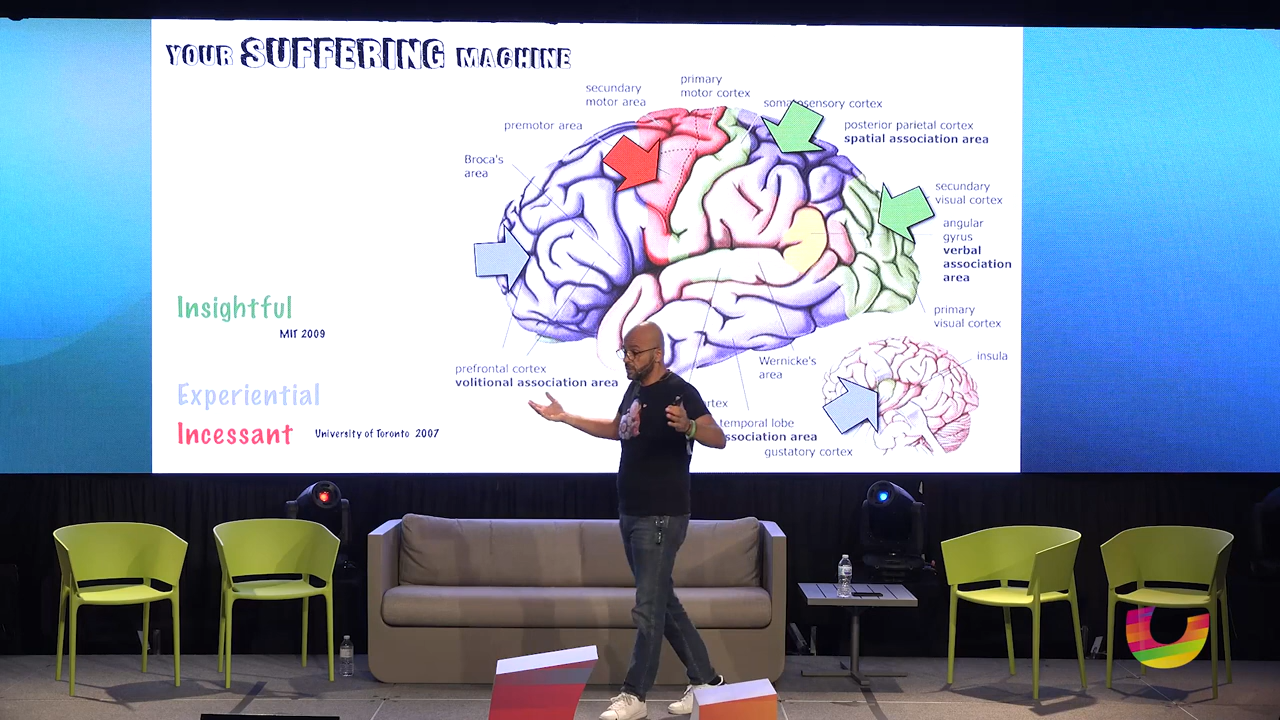 YOUR SUFFERING MACHINE
primary
motor cortex
secundary
motor area
somatosensory cortex
premotor area
posterior parietal cortex
spatial association area
Broca's
area
secundary
visual cortex
angular
gyrus
verbal
association
area
Insightful
MIT 2009
primary
visual cortex
insula
Wernicke's
area
prefrontal cortex
volitional association area
Experiential
temporal lobe
Incessant
University of Toronto 2007
gustatory cortex